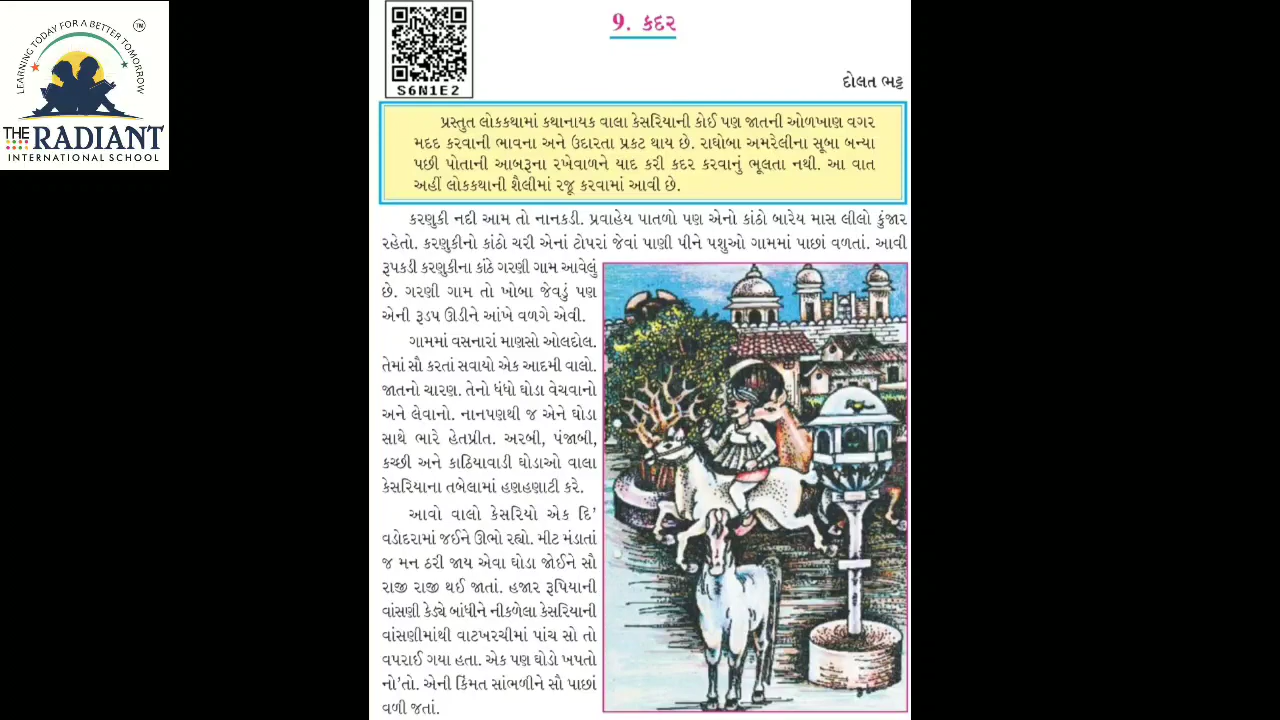 LEARNING TODAY FOR A BETTER TOMORROW
TM
THE RADIANT
INTERNATIONAL SCHOOL
S6N1E2
9. કદર
દોલત ભટ્ટ
પ્રસ્તુત લોકકથામાં કથાનાયક વાલા કેસરિયાની કોઈ પણ જાતની ઓળખાણ વગર
મદદ કરવાની ભાવના અને ઉદારતા પ્રકટ થાય છે. રાઘોબા અમરેલીના સૂબા બન્યા
પછી પોતાની આબરૂના રખેવાળને યાદ કરી કદર કરવાનું ભૂલતા નથી. આ વાત
અહીં લોકકથાની શૈલીમાં રજૂ કરવામાં આવી છે.
કરણુકી નદી આમ તો નાનકડી. પ્રવાહેય પાતળો પણ એનો કાંઠો બારેય માસ લીલો કુંજાર
રહેતો. કરણુકીનો કાંઠો ચરી એનાં ટોપરાં જેવાં પાણી પીને પશુઓ ગામમાં પાછાં વળતાં. આવી
રૂપકડી કરણુકીના કાંઠે ગરણી ગામ આવેલું
છે. ગરણી ગામ તો ખોબા જેવડું પણ
એની રૂડપ ઊડીને આંખે વળગે એવી.
ગામમાં વસનારાં માણસો ઓલદોલ.
તેમાં સૌ કરતાં સવાયો એક આદમી વાલો.
જાતનો ચારણ. તેનો ધંધો ઘોડા વેચવાનો
અને લેવાનો. નાનપણથી જ એને ઘોડા
સાથે ભારે હેતપ્રીત. અરબી, પંજાબી,
કચ્છી અને કાઠિયાવાડી ઘોડાઓ વાલા
કેસરિયાના તબેલામાં હણહણાટી કરે.
આવો વાલો કેસરિયો એક દિ'
વડોદરામાં જઈને ઊભો રહ્યો. મીટ મંડાતાં
જ મન ઠરી જાય એવા ઘોડા જોઈને સૌ
રાજી રાજી થઈ જાતાં. હજાર રૂપિયાની
વાંસણી કેડ્યે બાંધીને નીકળેલા કેસરિયાની
વાંસણીમાંથી વાટખરચીમાં પાંચ સો તો
વપરાઈ ગયા હતા. એક પણ ઘોડો ખપતો
નો'તો. એની કિંમત સાંભળીને સૌ પાછાં
વળી જતાં.